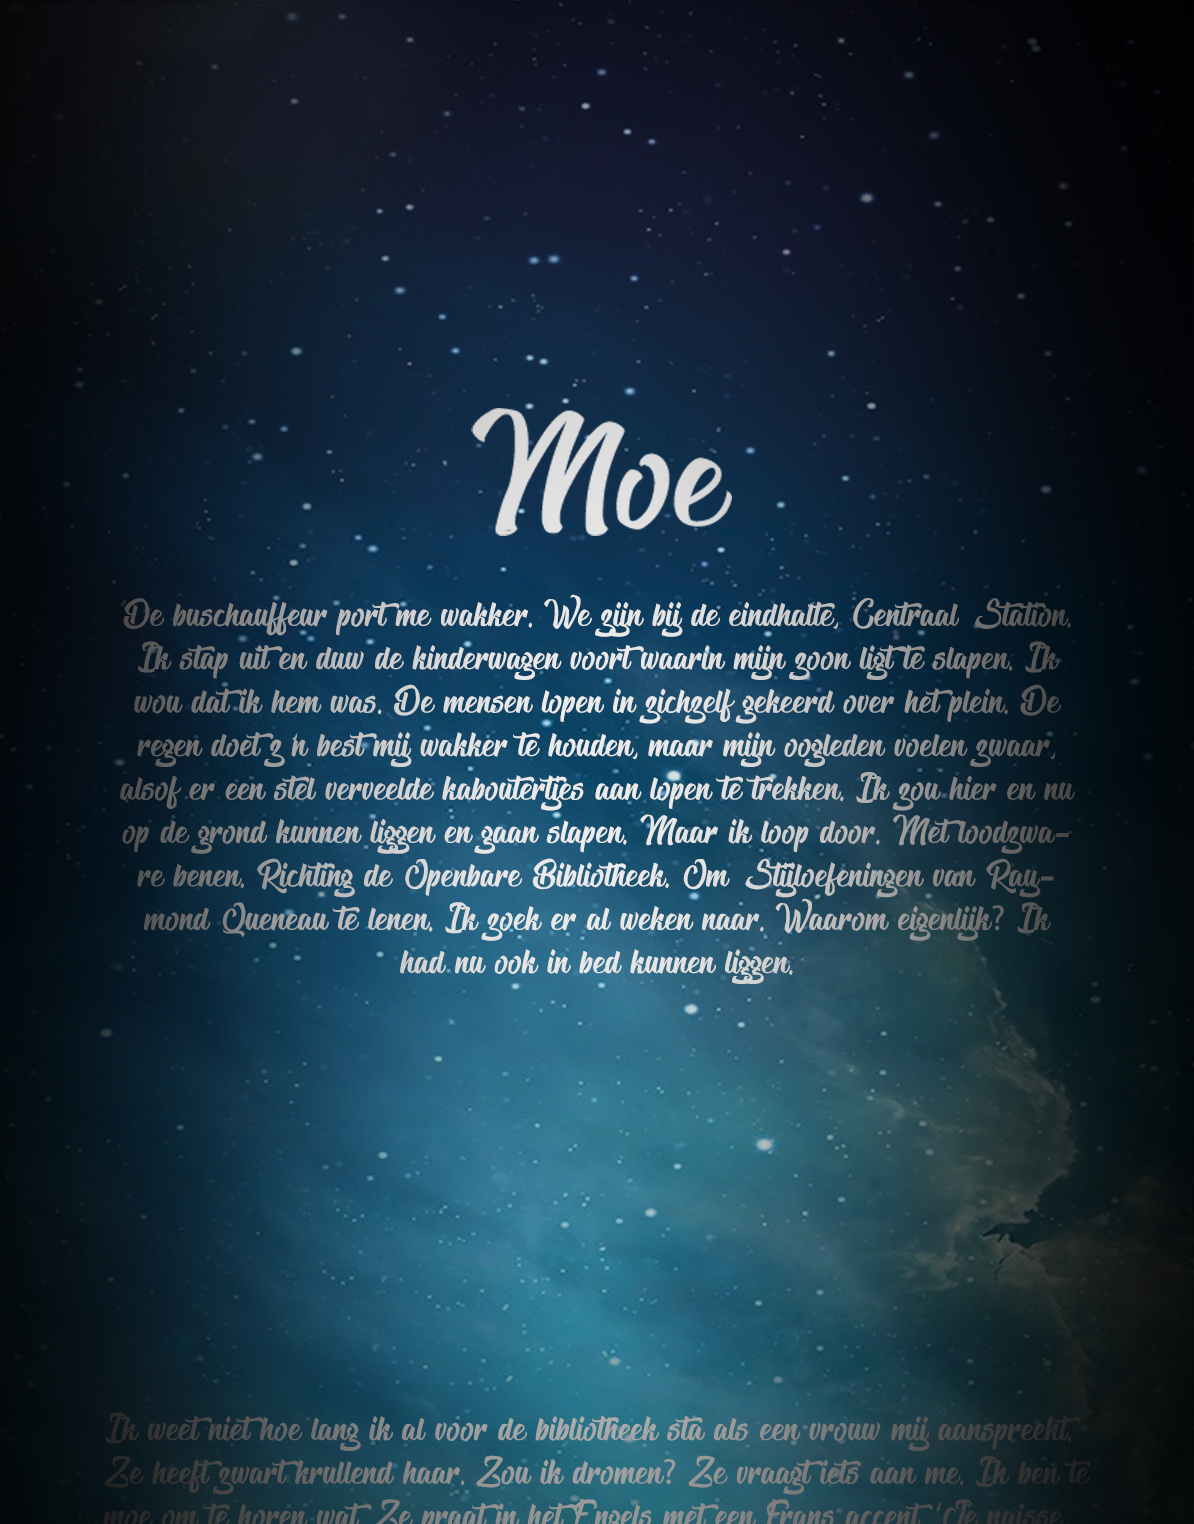 Moe
De buschauffeur port me wakker. We zijn bij de eindhalte, Centraal Station.
Ik stap uit en duw de kinderwagen voort waarin mijn zoon ligt te slapen. Ik
wou dat ik hem was. De mensen lopen in zichzelf gekeerd over het plein. De
regen doet z'n best mij wakker te houden, maar mijn oogleden voelen zwaar,
alsof er een stel verveelde kaboutertjes aan lopen te trekken. Ik zou hier en nu
op de grond kunnen liggen en gaan slapen. Maar ik loop door. Met loodzwa-
re benen. Richting de Openbare Bibliotheek. Om Stijloefeningen van Ray-
mond Queneau te lenen. Ik zoek er al weken naar. Waarom eigenlijk? Ik
had nu ook in bed kunnen liggen.
Ik weet niet hoe lang ik al voor de bibliotheek sta als een vrouw mij aanspreekt.
Ze heeft zwart krullend haar. Zou ik dromen? Ze vraagt iets aan me. Ik ben te
moe om te horen wat. Ze praat in het Engels met een Frans accent. 'Je